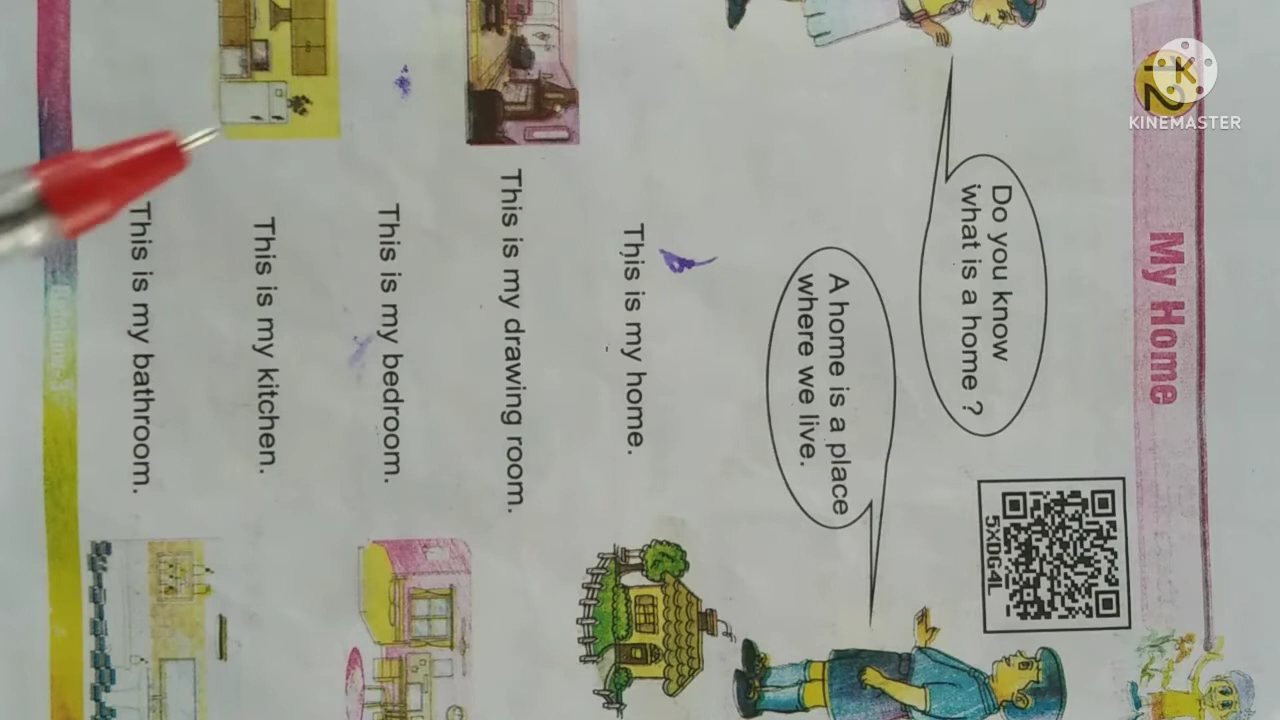 12
My Home
Do you know
what is a home ?
A home is a place
where we live.
5XDG4L
This is my home.
This is my drawing room.
This is my bedroom.
This is my kitchen.
This is my bathroom.
K
KINEMASTER